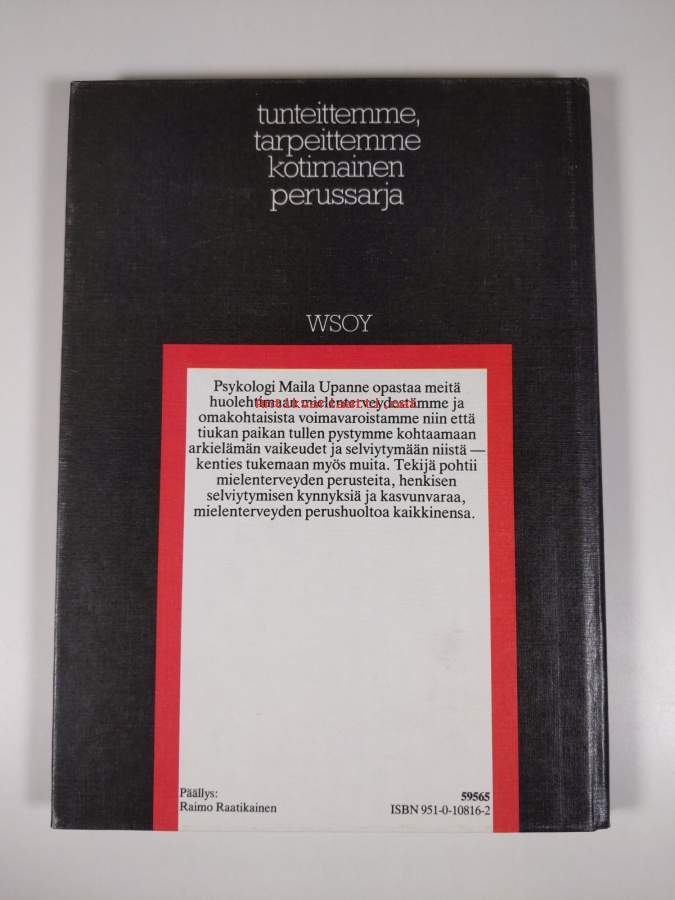 tunteittemme,
tarpeittemme
kotimainen
perussarja
WSOY
Psykologi Maila Upanne opastaa meitä
huolehtimaan mielenterveydestämme ja
omakohtaisista voimavaroistamme niin että
tiukan paikan tullen pystymme kohtaamaan
arkielämän vaikeudet ja selviytymään niistä —
kenties tukemaan myös muita. Tekijä pohtii
mielenterveyden perusteita, henkisen
selviytymisen kynnyksiä ja kasvunvaraa,
mielenterveyden perushuoltoa kaikkinensa.
Päällys:
Raimo Raatikainen
59565
ISBN 951-0-10816-2